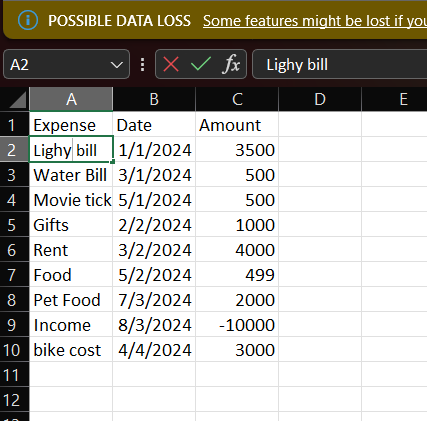 POSSIBLE DATA LOSS Some features might be lost if you
A2 fx Lighy bill
A B C D E
1 Expense Date Amount
2 Lighy bill 1/1/2024 3500
3 Water Bill 3/1/2024 500
4 Movie tick 5/1/2024 500
5 Gifts 2/2/2024 1000
6 Rent 3/2/2024 4000
7 Food 5/2/2024 499
8 Pet Food 7/3/2024 2000
9 Income 8/3/2024 -10000
10 bike cost 4/4/2024 3000
11
12